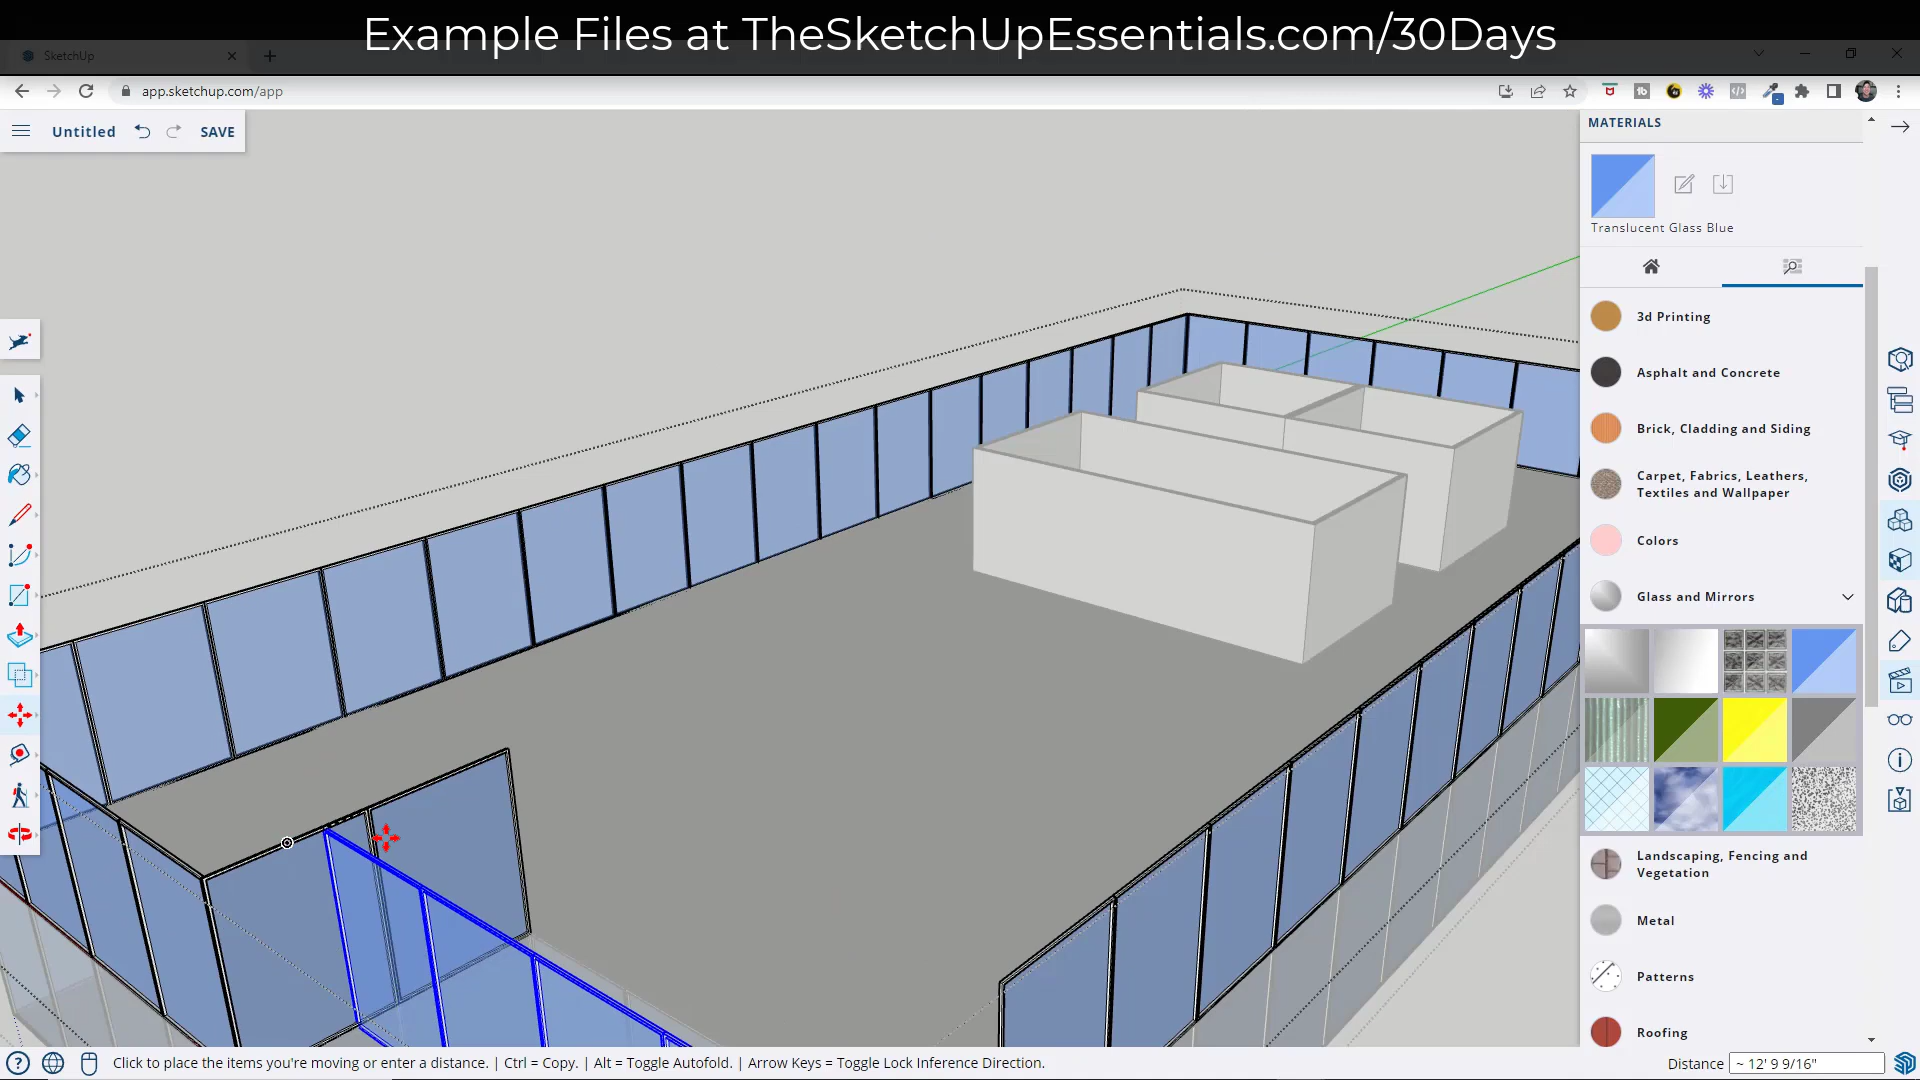 Example Files at TheSketchUpEssentials.com/30Days
SketchUp
app.sketchup.com/app
Untitled
SAVE
MATERIALS
Translucent Glass Blue
3d Printing
Asphalt and Concrete
Brick, Cladding and Siding
Carpet, Fabrics, Leathers,
Textiles and Wallpaper
Colors
Glass and Mirrors
Landscaping, Fencing and
Vegetation
Metal
Patterns
Roofing
Click to place the items you're moving or enter a distance. | Ctrl = Copy. | Alt = Toggle Autofold. | Arrow Keys = Toggle Lock Inference Direction.
Distance ~ 12' 9 9/16"